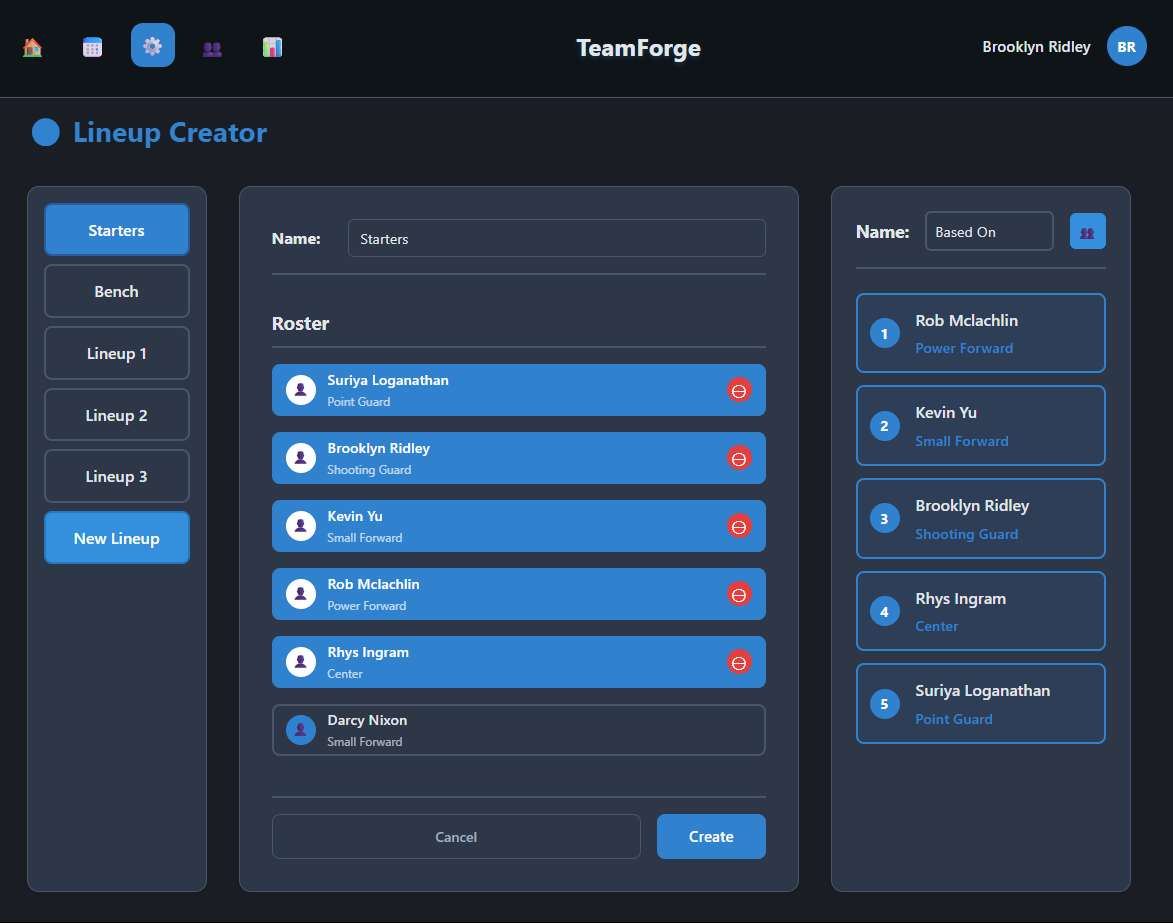 TeamForge
Brooklyn Ridley
BR
Lineup Creator
Starters
Bench
Lineup 1
Lineup 2
Lineup 3
New Lineup
Name:
Starters
Roster
Suriya Loganathan
Point Guard
Brooklyn Ridley
Shooting Guard
Kevin Yu
Small Forward
Rob Mclachlin
Power Forward
Rhys Ingram
Center
Darcy Nixon
Small Forward
Cancel
Create
Name:
Based On
1
Rob Mclachlin
Power Forward
2
Kevin Yu
Small Forward
3
Brooklyn Ridley
Shooting Guard
4
Rhys Ingram
Center
5
Suriya Loganathan
Point Guard